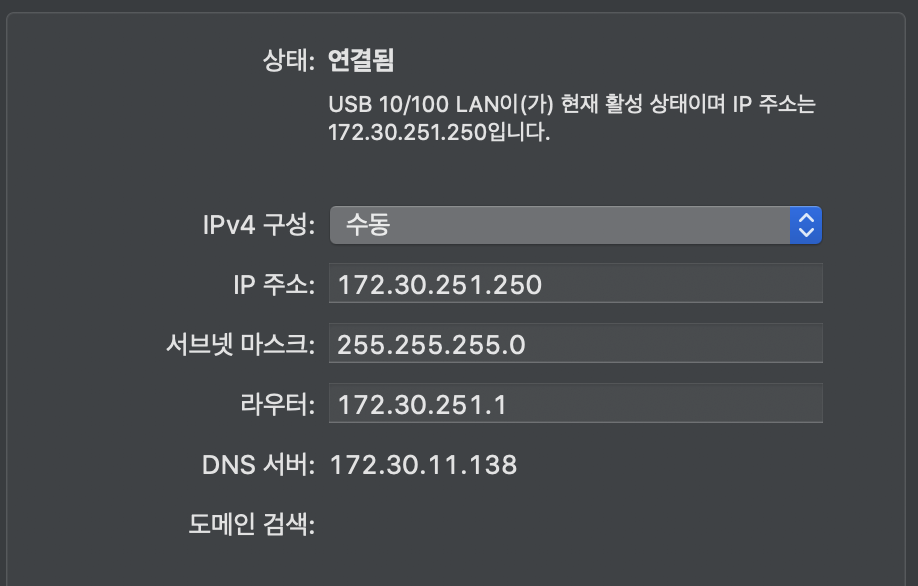 상태: 연결됨
USB 10/100 LAN이(가) 현재 활성 상태이며 IP 주소는
172.30.251.250입니다.
IPv4 구성: 수동
IP 주소: 172.30.251.250
서브넷 마스크: 255.255.255.0
라우터: 172.30.251.1
DNS 서버: 172.30.11.138
도메인 검색: